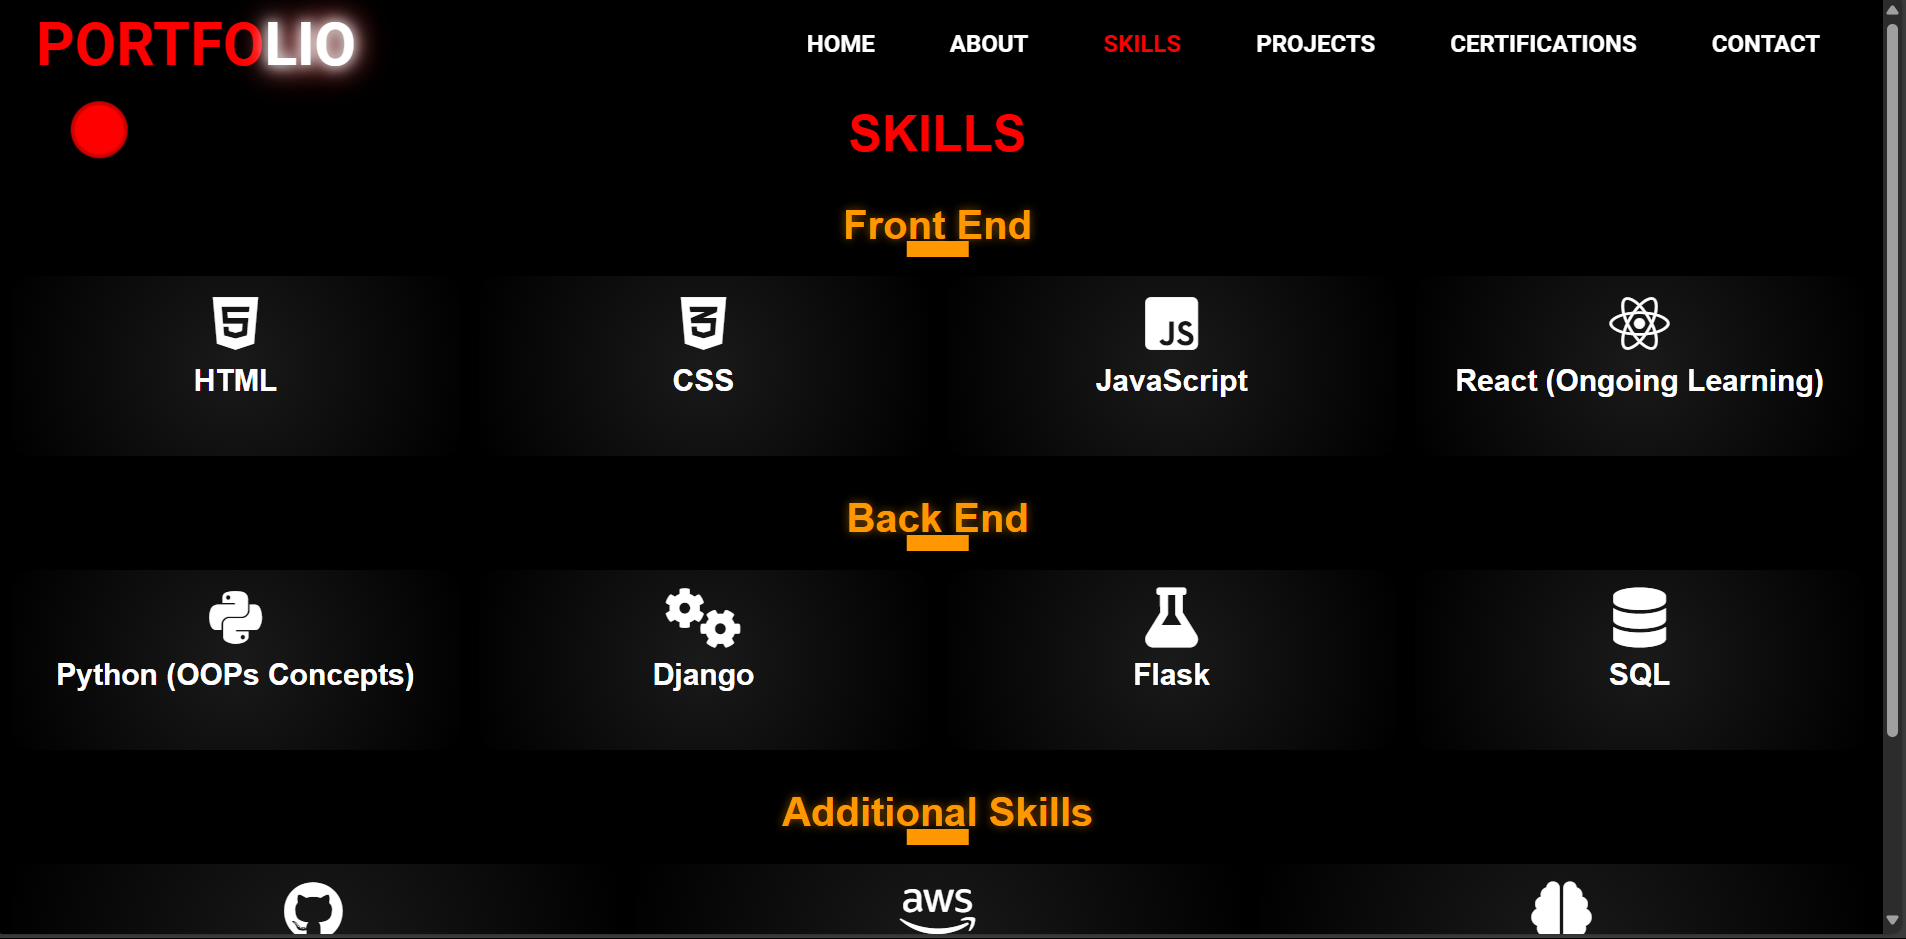 PORTFOLIO
HOME ABOUT SKILLS PROJECTS CERTIFICATIONS CONTACT
SKILLS
Front End
HTML CSS JavaScript React (Ongoing Learning)
JS
Back End
Python (OOPs Concepts) Django Flask SQL
Additional Skills
aws